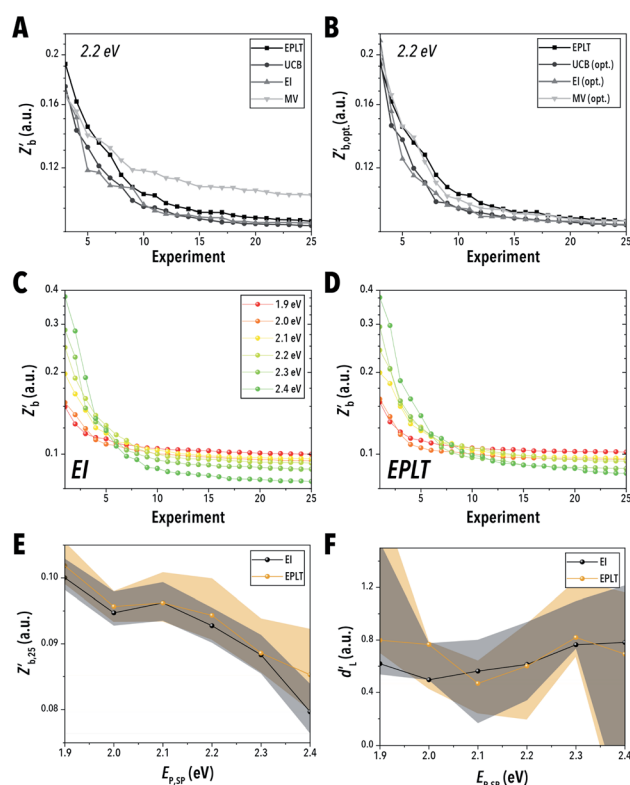 A
2.2 eV
EPLT
UCB
EI
MV
0.2
0.16
0.12
Z'b (a.u.)
5 10 15 20 25
Experiment
B
2.2 eV
EPLT
UCB (opt.)
EI (opt.)
MV (opt.)
0.2
0.16
0.12
Z'b,opt. (a.u.)
5 10 15 20 25
Experiment
C
1.9 eV
2.0 eV
2.1 eV
2.2 eV
2.3 eV
2.4 eV
0.4
0.3
0.2
0.1
Z'b (a.u.)
EI
5 10 15 20 25
Experiment
D
0.4
0.3
0.2
0.1
Z'b (a.u.)
EPLT
5 10 15 20 25
Experiment
E
EI
EPLT
0.10
0.09
0.08
Z'b,25 (a.u.)
1.9 2.0 2.1 2.2 2.3 2.4
EP,SP (eV)
F
EI
EPLT
1.2
0.8
0.4
0.0
d'L (a.u.)
1.9 2.0 2.1 2.2 2.3 2.4
EP,SP (eV)